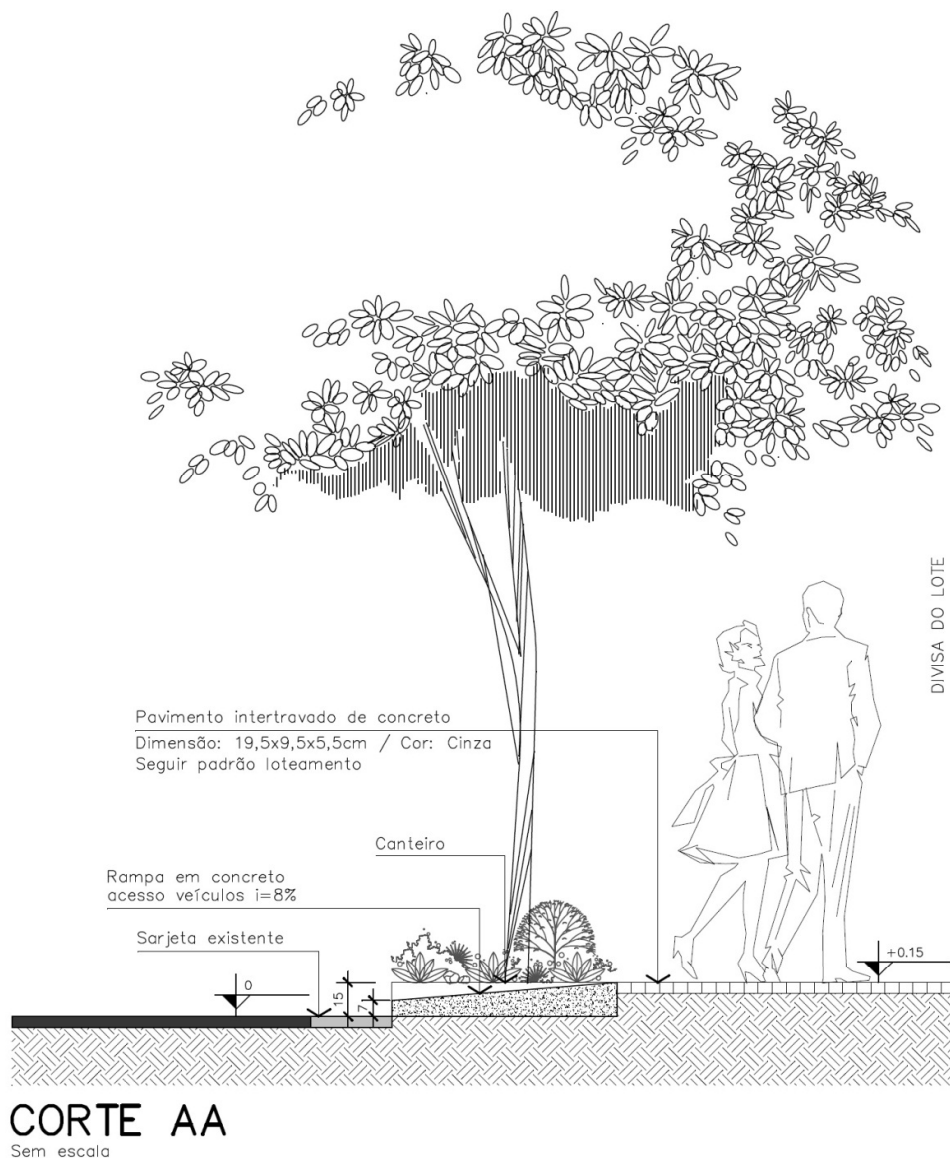 DIVISA DO LOTE
Pavimento intertravado de concreto
Dimensão: 19,5x9,5x5,5cm / Cor: Cinza
Seguir padrão loteamento
Canteiro
Rampa em concreto
acesso veículos i=8%
Sarjeta existente
+0.15
0
15
7
CORTE AA
Sem escala